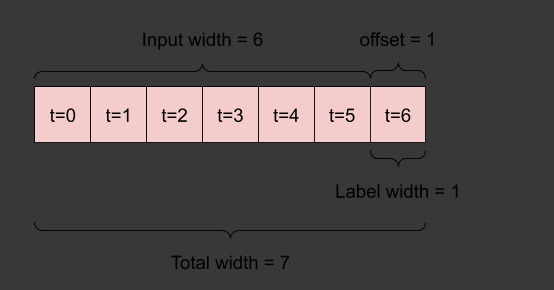 Input width = 6 offset = 1
t=0 t=1 t=2 t=3 t=4 t=5 t=6
Label width = 1
Total width = 7